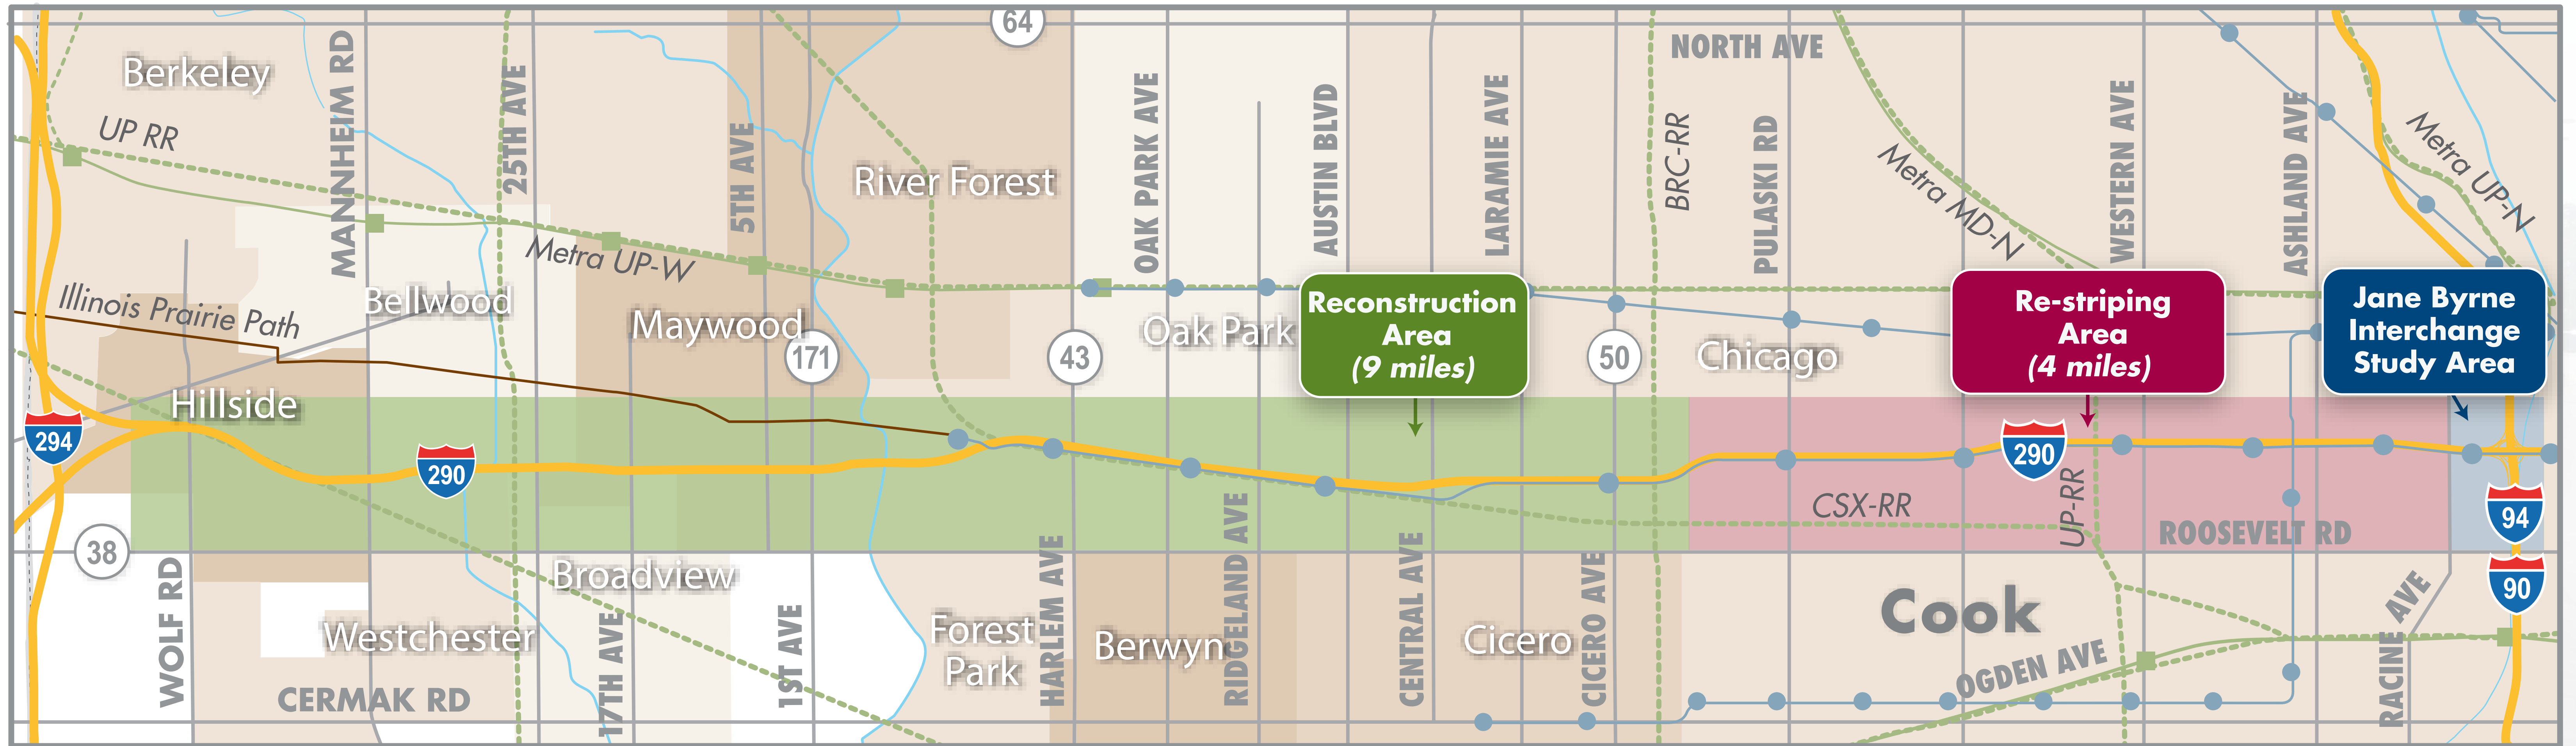 64
NORTH AVE
Berkeley
MANNHEIM RD
25TH AVE
5TH AVE
OAK PARK AVE
AUSTIN BLVD
LARAMIE AVE
BRC-RR
PULASKI RD
Metra MD-N
WESTERN AVE
ASHLAND AVE
Metra UP-N
UP RR
River Forest
Metra UP-W
Illinois Prairie Path
Bellwood
Maywood
171
43
Oak Park
Reconstruction
Area
(9 miles)
50
Chicago
Re-striping
Area
(4 miles)
Jane Byrne
Interchange
Study Area
Hillside
294
290
290
CSX-RR
UP-RR
ROOSEVELT RD
94
38
90
WOLF RD
Broadview
Westchester
17TH AVE
1ST AVE
Forest
Park
HARLEM AVE
Berwyn
RIDGELAND AVE
CENTRAL AVE
Cicero
CICERO AVE
Cook
OGDEN AVE
RACINE AVE
CERMAK RD